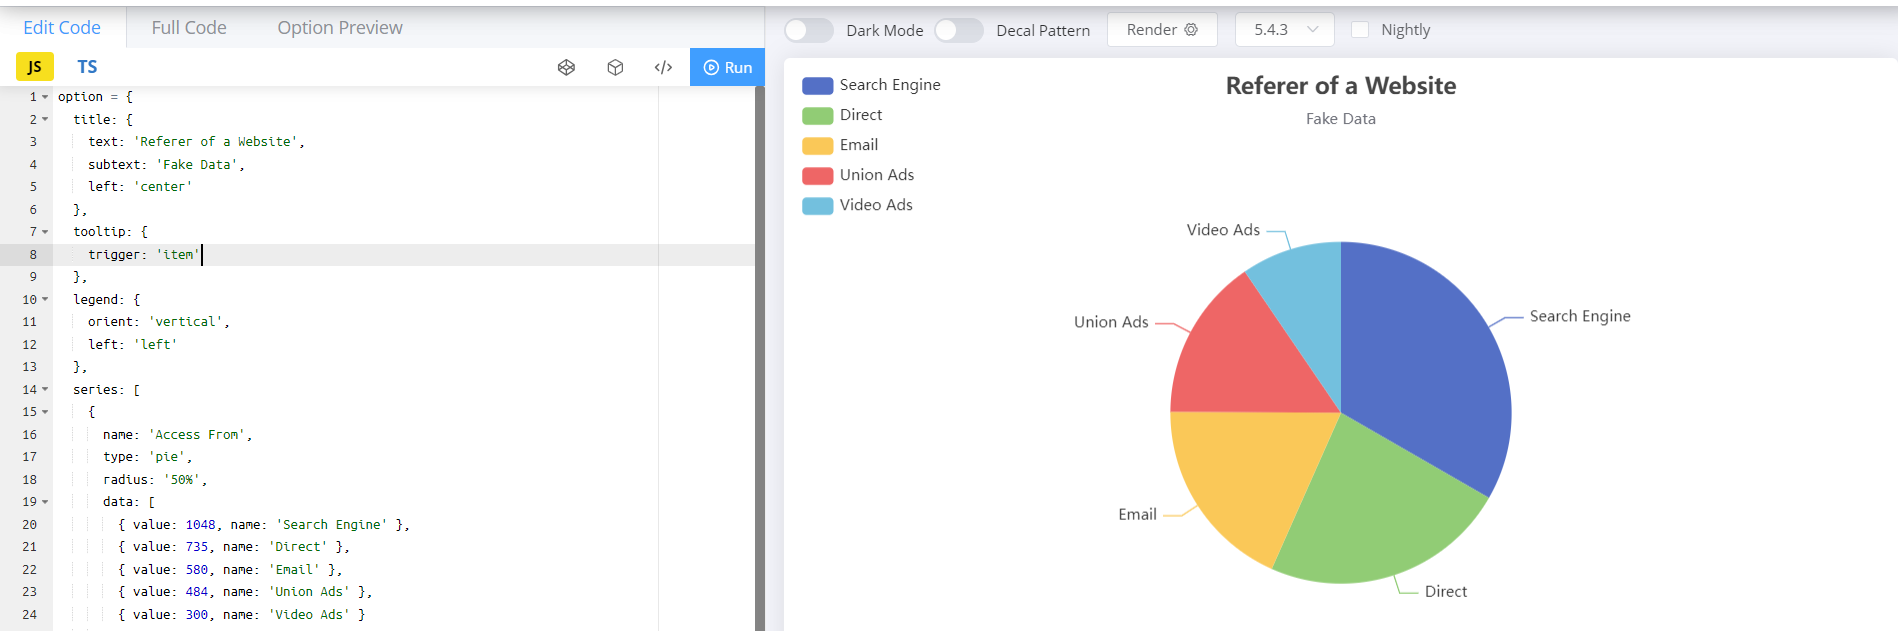 Edit Code Full Code Option Preview
JS TS Run
1 option = {
2 title: {
3 text: 'Referer of a Website',
4 subtext: 'Fake Data',
5 left: 'center'
6 },
7 tooltip: {
8 trigger: 'item'
9 },
10 legend: {
11 orient: 'vertical',
12 left: 'left'
13 },
14 series: [
15 {
16 name: 'Access From',
17 type: 'pie',
18 radius: '50%',
19 data: [
20 { value: 1048, name: 'Search Engine' },
21 { value: 735, name: 'Direct' },
22 { value: 580, name: 'Email' },
23 { value: 484, name: 'Union Ads' },
24 { value: 300, name: 'Video Ads' }
Dark Mode Decal Pattern Render 5.4.3 Nightly
Search Engine
Direct
Email
Union Ads
Video Ads
Referer of a Website
Fake Data
Video Ads
Union Ads
Search Engine
Email
Direct